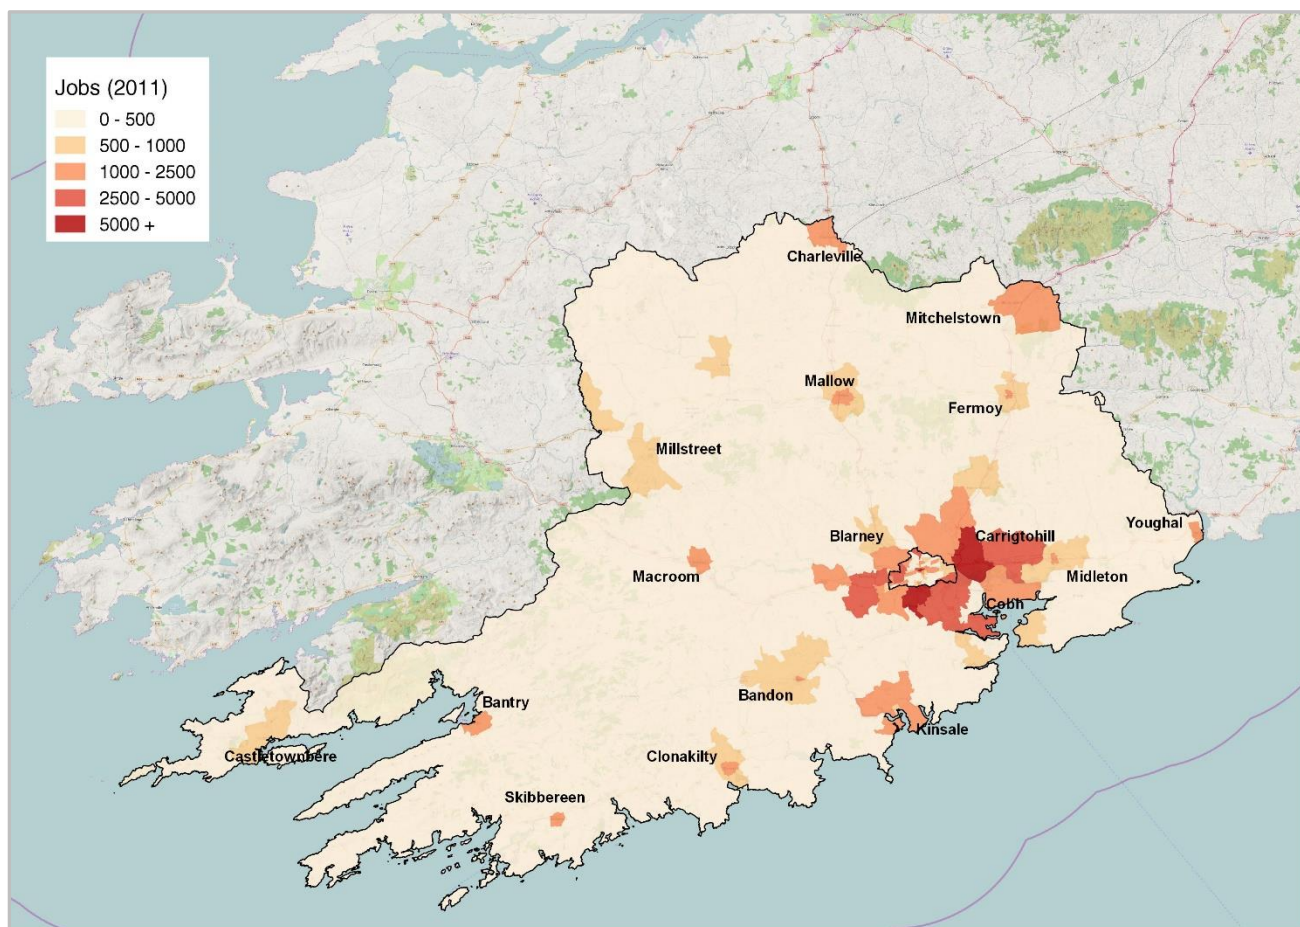 Jobs (2011)
0 - 500
500 - 1000
1000 - 2500
2500 - 5000
5000 +
Charleville
Mitchelstown
Mallow
Fermoy
Millstreet
Blarney
Carrigtohill
Youghal
Macroom
Midleton
Cobh
Bandon
Bantry
Kinsale
Castletownbere
Clonakilty
Skibbereen